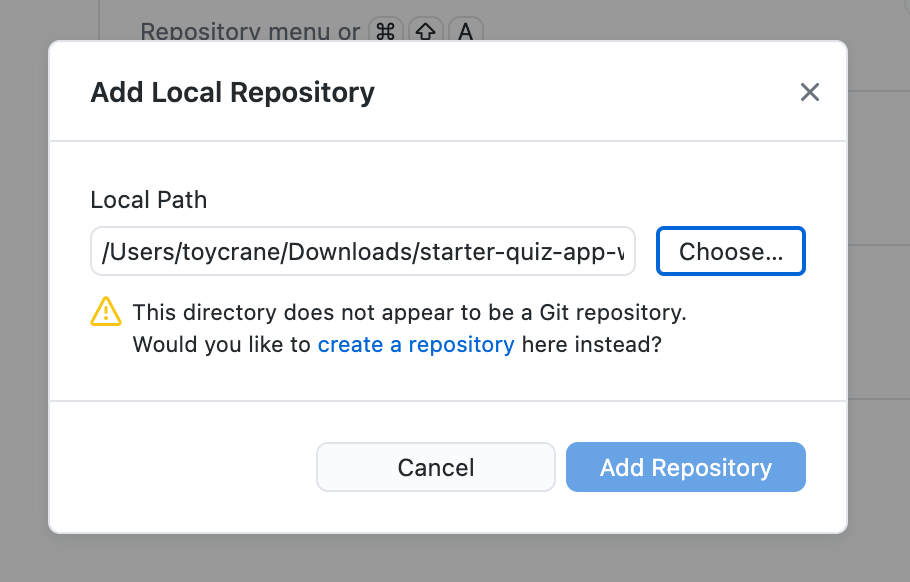 Repository menu or ⌘ ⇧ A
Add Local Repository
Local Path
/Users/toycrane/Downloads/starter-quiz-app-
Choose...
This directory does not appear to be a Git repository.
Would you like to create a repository here instead?
Cancel
Add Repository